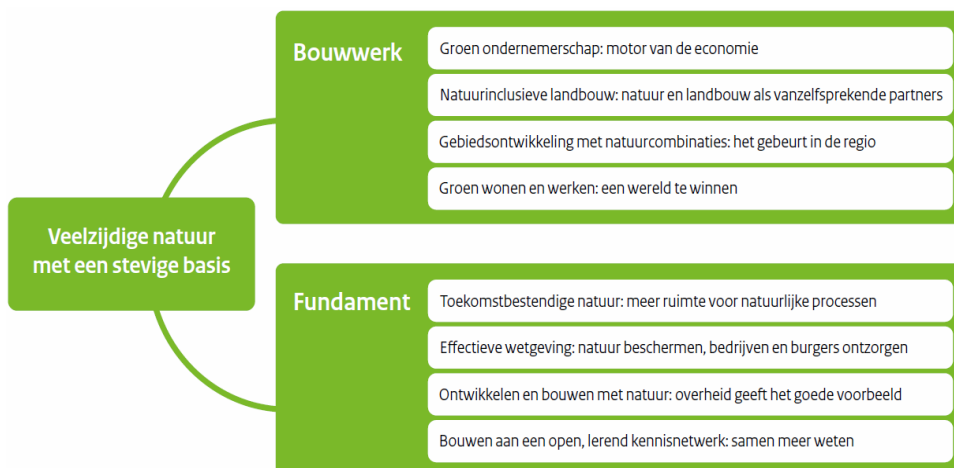 Veelzijdige natuur
met een stevige basis
Bouwwerk
Groen ondernemerschap: motor van de economie
Natuurinclusieve landbouw: natuur en landbouw als vanzelfsprekende partners
Gebiedsontwikkeling met natuurcombinaties: het gebeurt in de regio
Groen wonen en werken: een wereld te winnen
Fundament
Toekomstbestendige natuur: meer ruimte voor natuurlijke processen
Effectieve wetgeving: natuur beschermen, bedrijven en burgers ontzorgen
Ontwikkelen en bouwen met natuur: overheid geeft het goede voorbeeld
Bouwen aan een open, lerend kennisnetwerk: samen meer weten